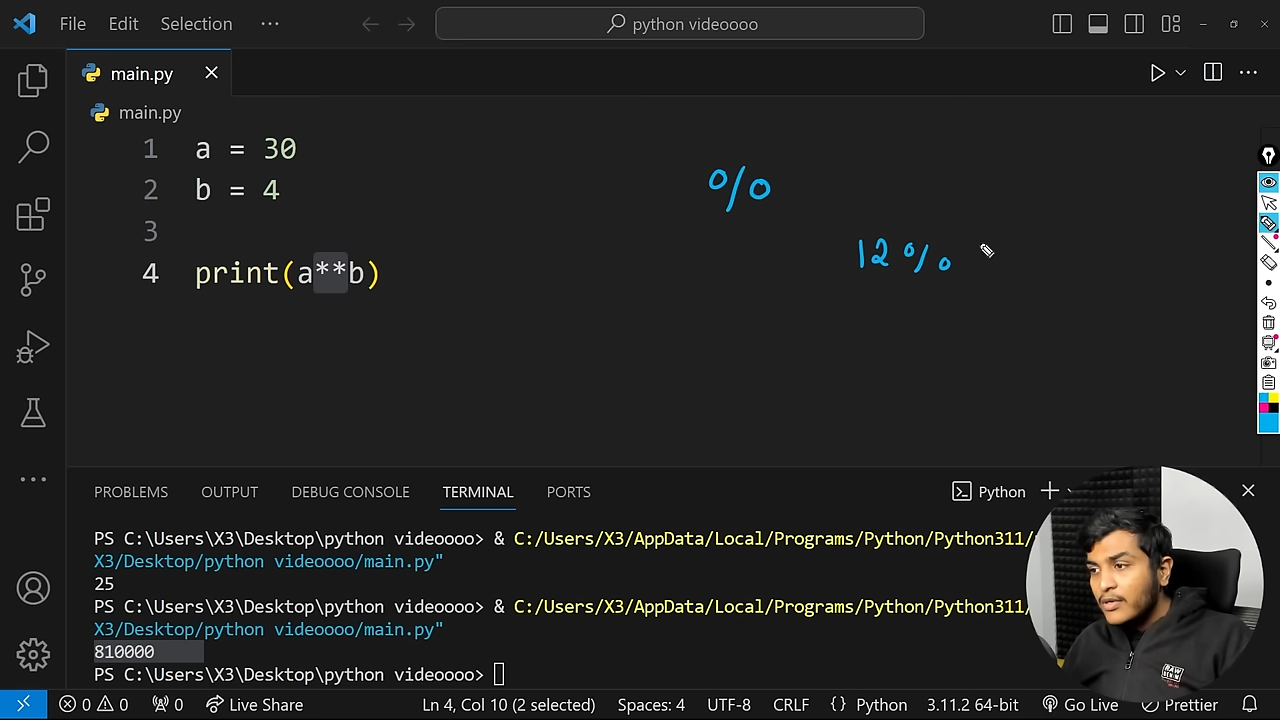 File Edit Selection ··· python videoooo
main.py
main.py
1 a = 30
2 b = 4
3
4 print(a**b)
%
12%
PROBLEMS OUTPUT DEBUG CONSOLE TERMINAL PORTS Python
PS C:\Users\X3\Desktop\python videoooo> & C:/Users/X3/AppData/Local/Programs/Python/Python311/
X3/Desktop/python videoooo/main.py"
25
PS C:\Users\X3\Desktop\python videoooo> & C:/Users/X3/AppData/Local/Programs/Python/Python311/
X3/Desktop/python videoooo/main.py"
810000
PS C:\Users\X3\Desktop\python videoooo>
0 0 0 Live Share Ln 4, Col 10 (2 selected) Spaces: 4 UTF-8 CRLF {} Python 3.11.2 64-bit Go Live Prettier